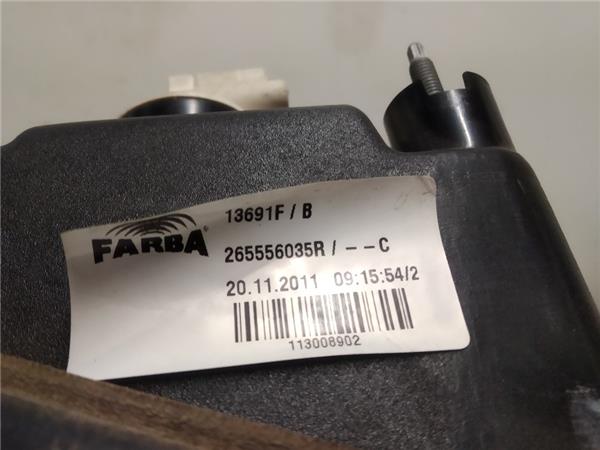 FARBA
13691F / B
265556035R / - - C
20.11.2011 09:15:54/2
113008902